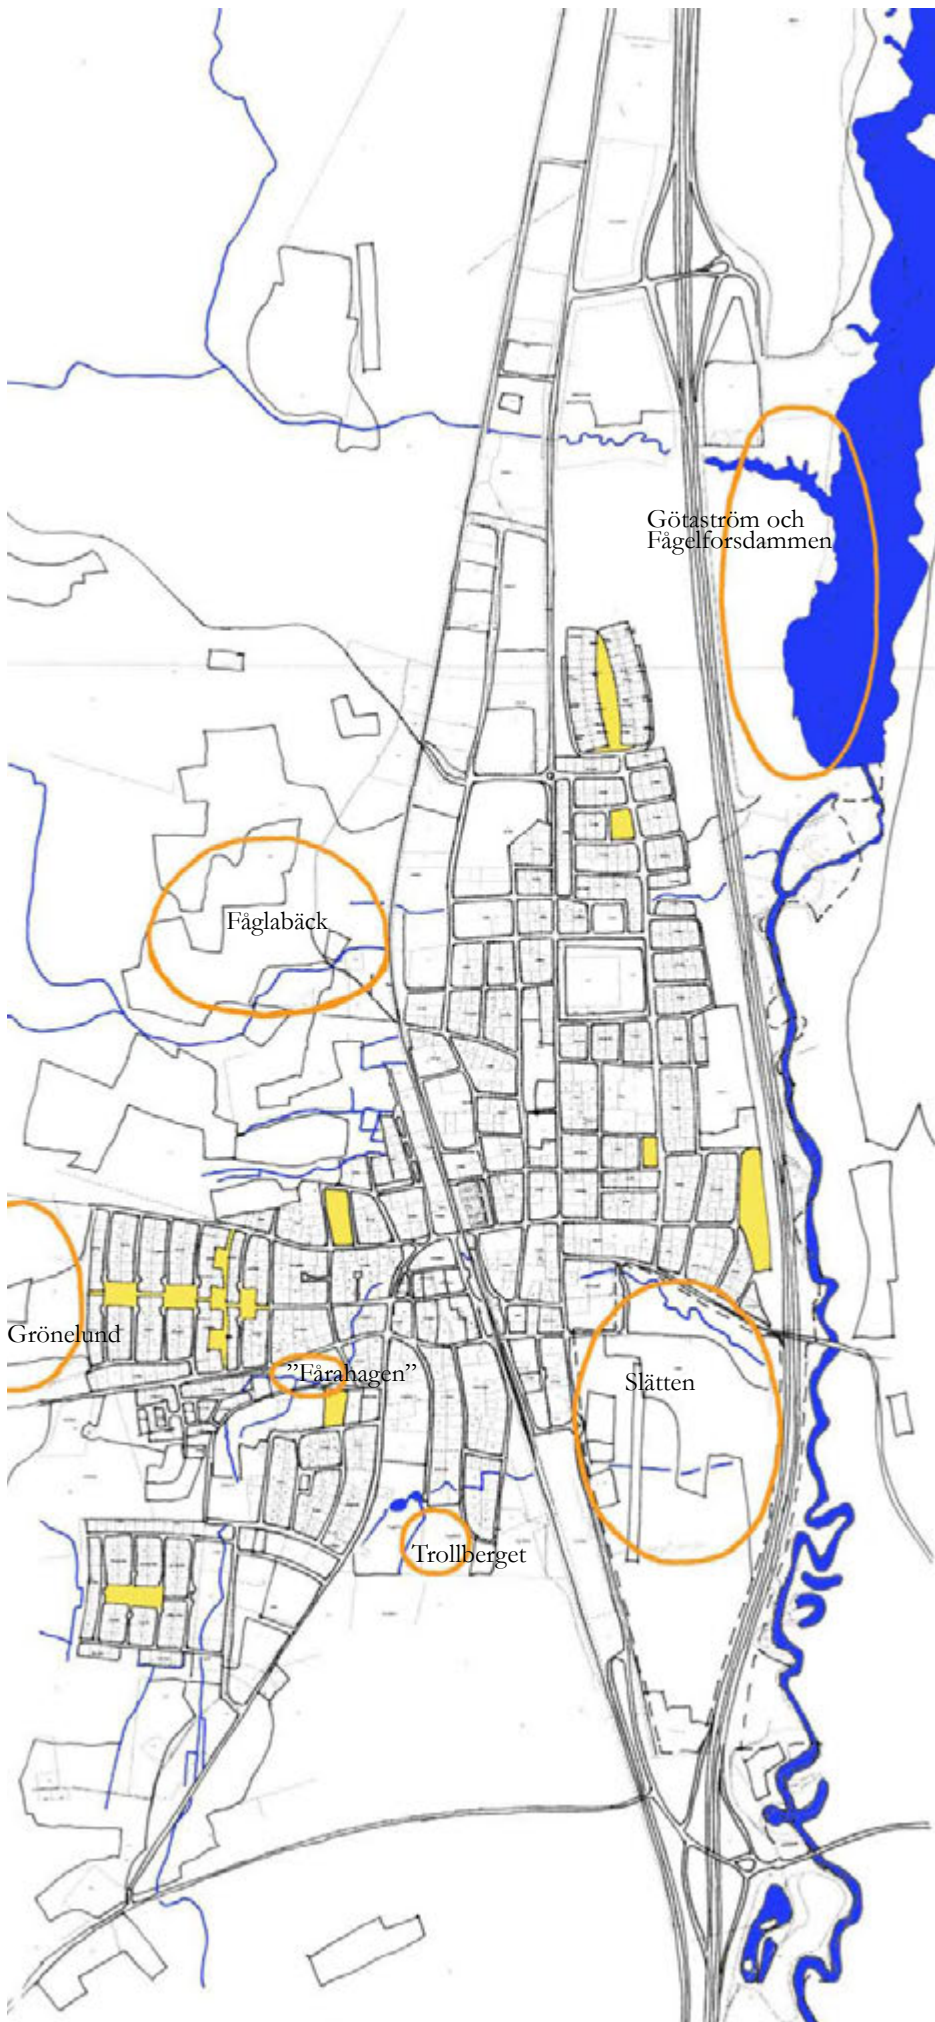 Götaström och
Fågelforsdammen
Fåglabäck
Grönelund
”Fårahagen”
Slätten
Trollberget